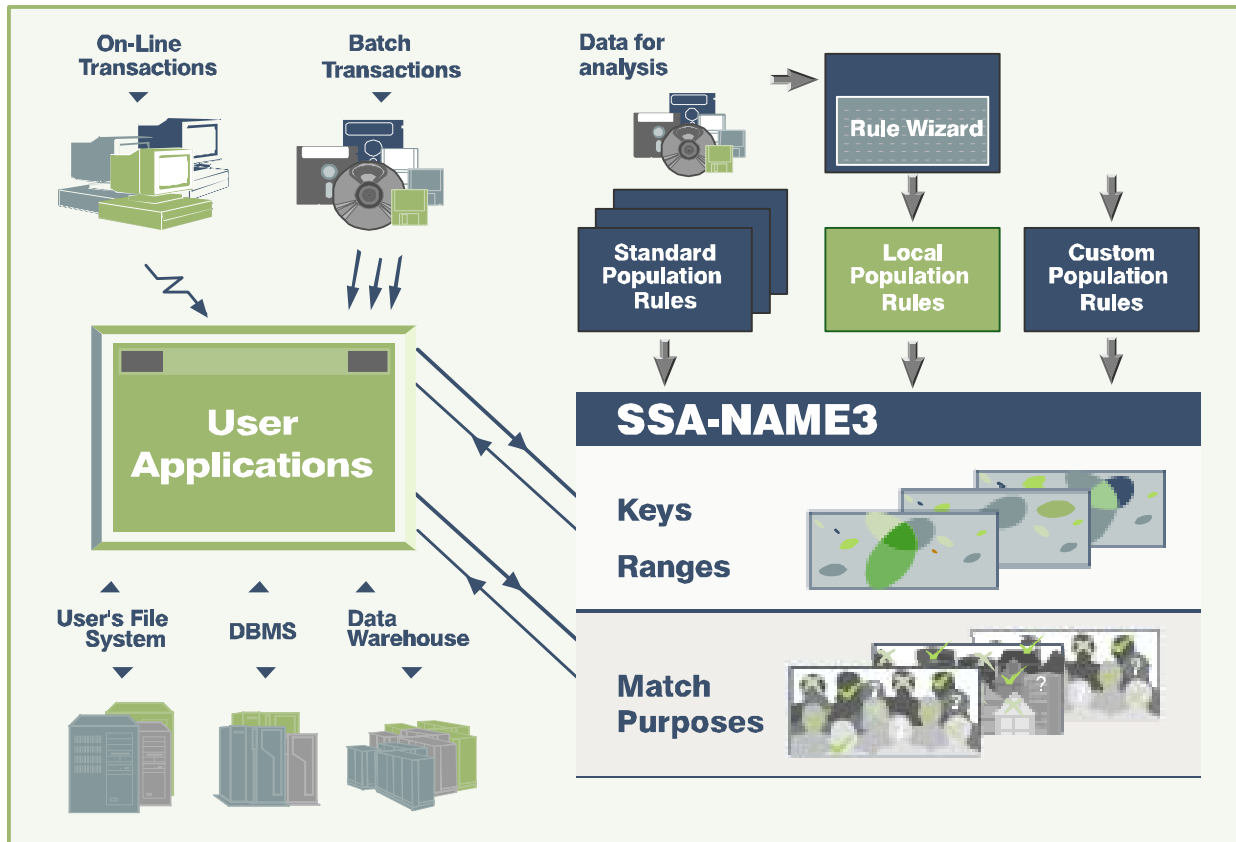 On-Line
Transactions
Batch
Transactions
Data for
analysis
Rule Wizard
Standard
Population
Rules
Local
Population
Rules
Custom
Population
Rules
User
Applications
SSA-NAME3
Keys
Ranges
Match
Purposes
User's File
System
DBMS
Data
Warehouse
? ?
?
?